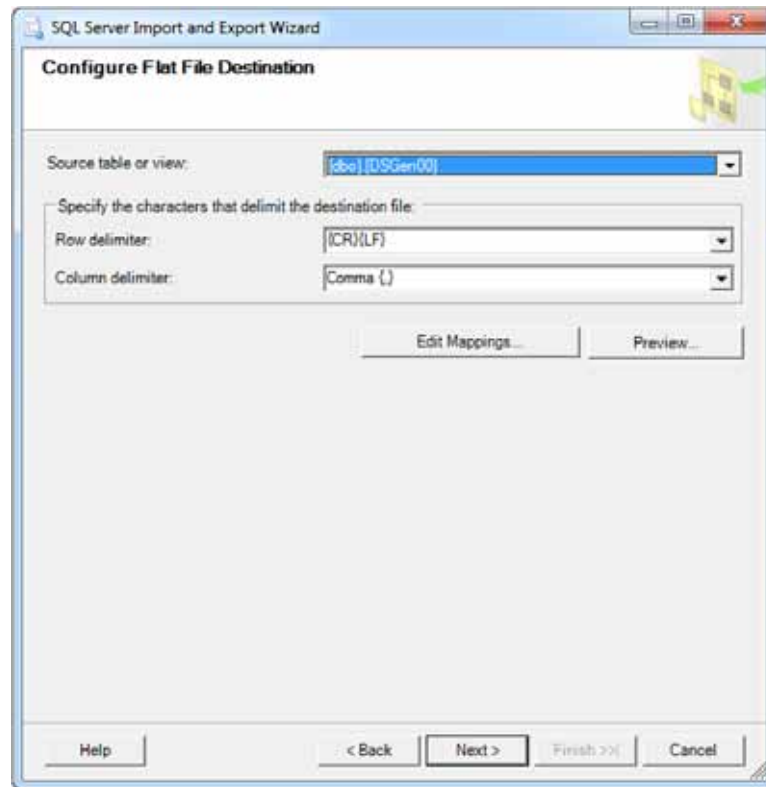 SQL Server Import and Export Wizard
Configure Flat File Destination
Source table or view:
[dbo].[DSGen00]
Specify the characters that delimit the destination file:
Row delimiter:
{CR}{LF}
Column delimiter:
Comma {,}
Edit Mappings...
Preview...
Help
< Back
Next >
Finish >>|
Cancel